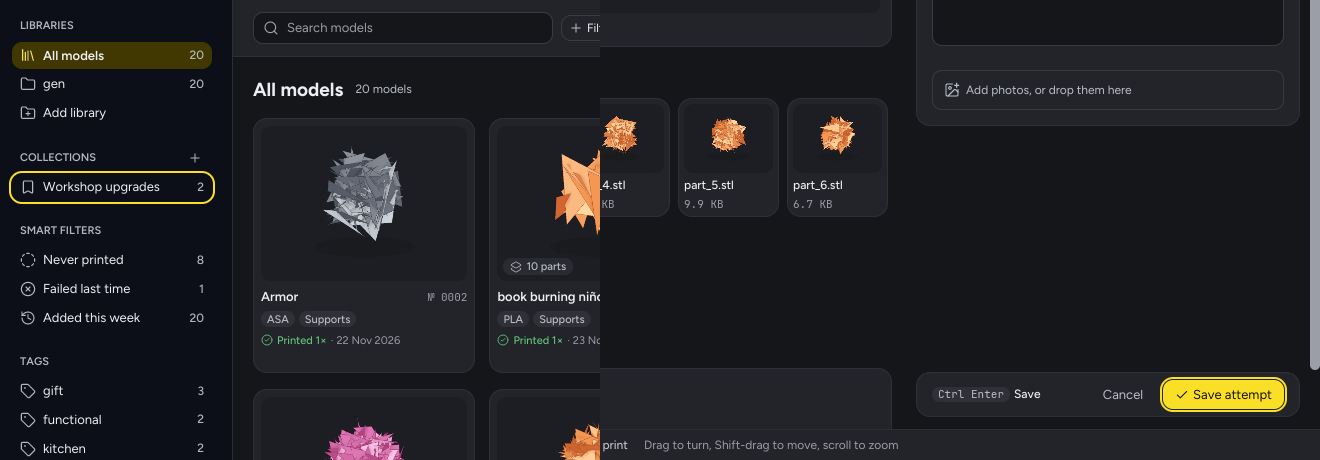 LIBRARIES
All models 20
gen 20
Add library
COLLECTIONS
Workshop upgrades 2
SMART FILTERS
Never printed 8
Failed last time 1
Added this week 20
TAGS
gift 3
functional 2
kitchen 2
Search models
All models 20 models
10 parts
Armor № 0002
ASA Supports
Printed 1× · 22 Nov 2026
book burning
PLA Supports
Printed 1× · 23
_4.stl
KB
part_5.stl
9.9 KB
part_6.stl
6.7 KB
Add photos, or drop them here
Ctrl Enter Save
Cancel
Save attempt
print Drag to turn, Shift-drag to move, scroll to zoom